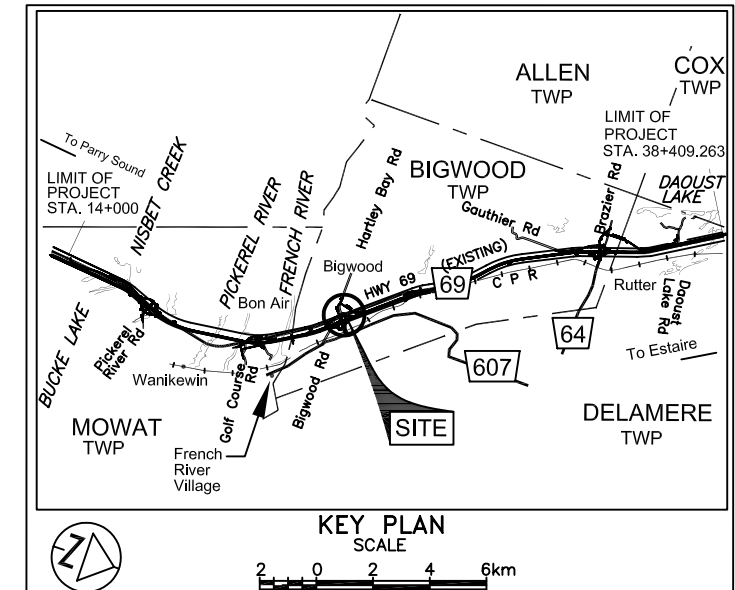 ALLEN
TWP
COX
TWP
To Parry Sound
LIMIT OF
PROJECT
STA. 14+000
NISBET CREEK
PICKEREL RIVER
FRENCH RIVER
Hartley Bay Rd
BIGWOOD
TWP
LIMIT OF
PROJECT
STA. 38+409.263
Gauthier Rd
Brazier Rd
DAOUST
LAKE
Bigwood
Bon Air
HWY 69 (EXISTING)
69
C P R
Rutter
Daoust
Lake Rd
To Estaire
64
607
BUCKE LAKE
Pickerel
River Rd
Wanikewin
Golf Course
Rd
Bigwood Rd
MOWAT
TWP
French
River
Village
SITE
DELAMERE
TWP
KEY PLAN
SCALE
2 0 2 4 6km
Z